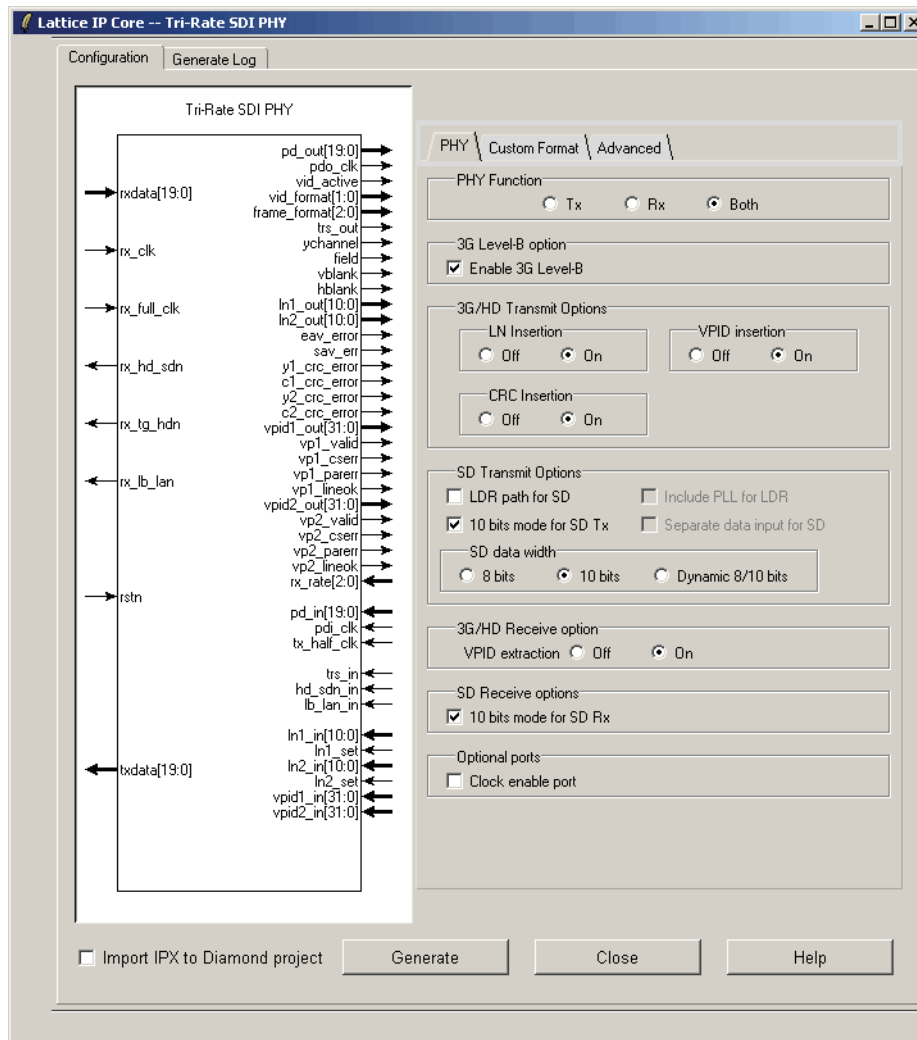 Lattice IP Core -- Tri-Rate SDI PHY
Configuration
Generate Log
Tri-Rate SDI PHY
rxdata[19:0]
rx_clk
rx_full_clk
rx_hd_sdn
rx_tg_hdn
rx_lb_lan
rstn
txdata[19:0]
pd_out[19:0]
pdo_clk
vid_active
vid_format[1:0]
frame_format[2:0]
trs_out
ychannel
field
vblank
hblank
ln1_out[10:0]
ln2_out[10:0]
eav_error
sav_err
y1_crc_error
c1_crc_error
y2_crc_error
c2_crc_error
vpid1_out[31:0]
vp1_valid
vp1_cserr
vp1_parerr
vp1_lineok
vpid2_out[31:0]
vp2_valid
vp2_cserr
vp2_parerr
vp2_lineok
rx_rate[2:0]
pd_in[19:0]
pdi_clk
tx_half_clk
trs_in
hd_sdn_in
lb_lan_in
ln1_in[10:0]
ln1_set
ln2_in[10:0]
ln2_set
vpid1_in[31:0]
vpid2_in[31:0]
PHY Custom Format Advanced
PHY Function
Tx Rx Both
3G Level-B option
Enable 3G Level-B
3G/HD Transmit Options
LN Insertion
Off On
VPID insertion
Off On
CRC Insertion
Off On
SD Transmit Options
LDR path for SD Include PLL for LDR
10 bits mode for SD Tx Separate data input for SD
SD data width
8 bits 10 bits Dynamic 8/10 bits
3G/HD Receive option
VPID extraction Off On
SD Receive options
10 bits mode for SD Rx
Optional ports
Clock enable port
Import IPX to Diamond project
Generate
Close
Help